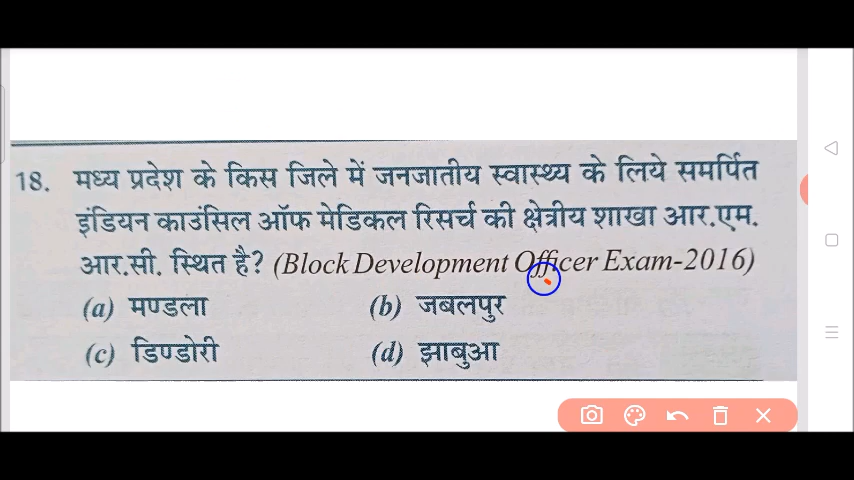 18. मध्य प्रदेश के किस जिले में जनजातीय स्वास्थ्य के लिये समर्पित
इंडियन काउंसिल ऑफ मेडिकल रिसर्च की क्षेत्रीय शाखा आर.एम.
आर.सी. स्थित है? (Block Development Officer Exam-2016)
(a) मण्डला (b) जबलपुर
(c) डिण्डोरी (d) झाबुआ